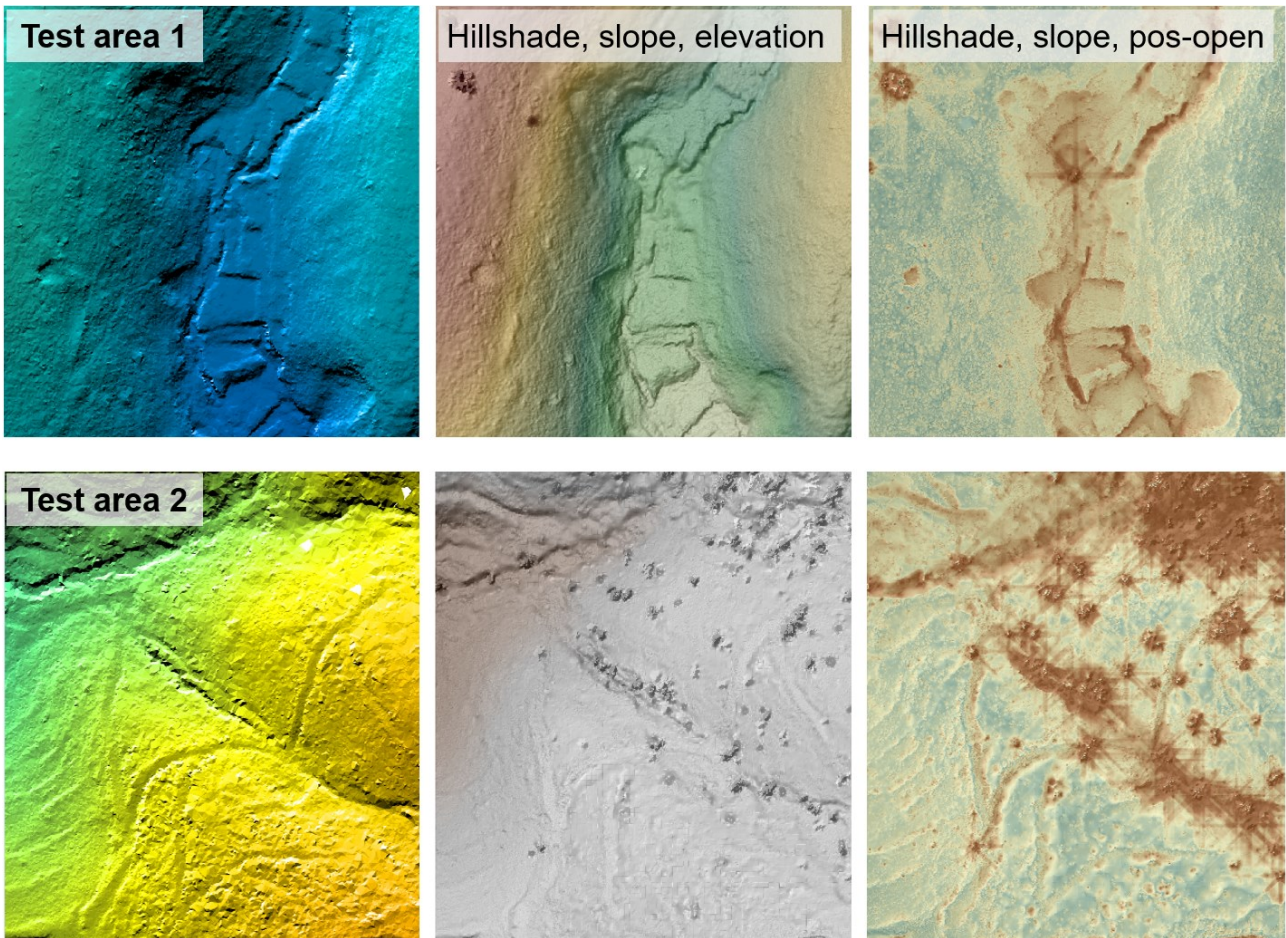 Test area 1
Hillshade, slope, elevation
Hillshade, slope, pos-open
Test area 2